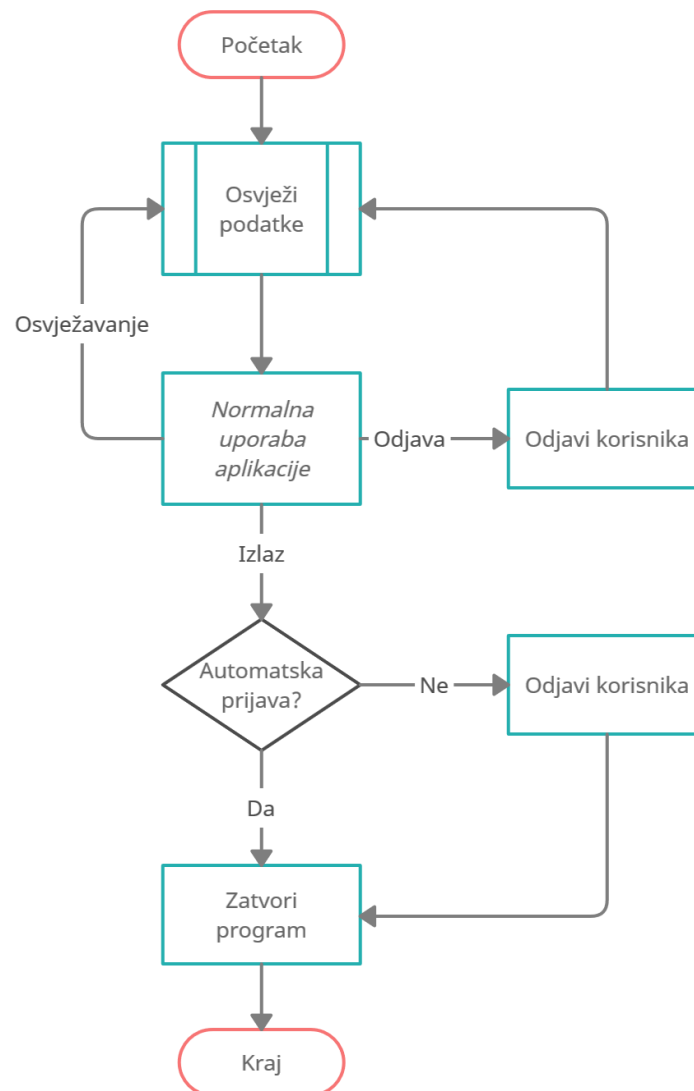 Početak
Osvježi
podatke
Osvježavanje
Normalna
uporaba
aplikacije
Odjava
Odjavi korisnika
Izlaz
Automatska
prijava?
Ne
Odjavi korisnika
Da
Zatvori
program
Kraj